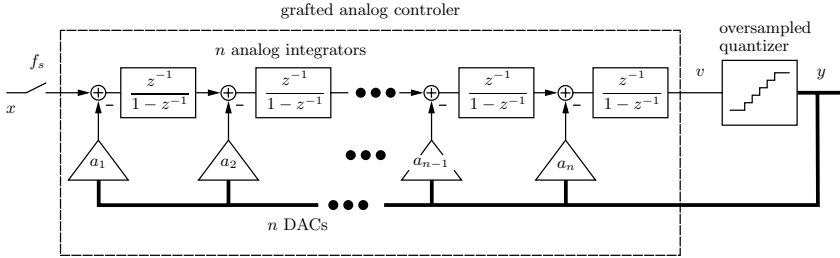 grafted analog controler
oversampled
quantizer
n analog integrators
f_s
x
z^{-1}
1 − z^{-1}
z^{-1}
1 − z^{-1}
z^{-1}
1 − z^{-1}
z^{-1}
1 − z^{-1}
v
y
a_1
a_2
a_{n−1}
a_n
n DACs